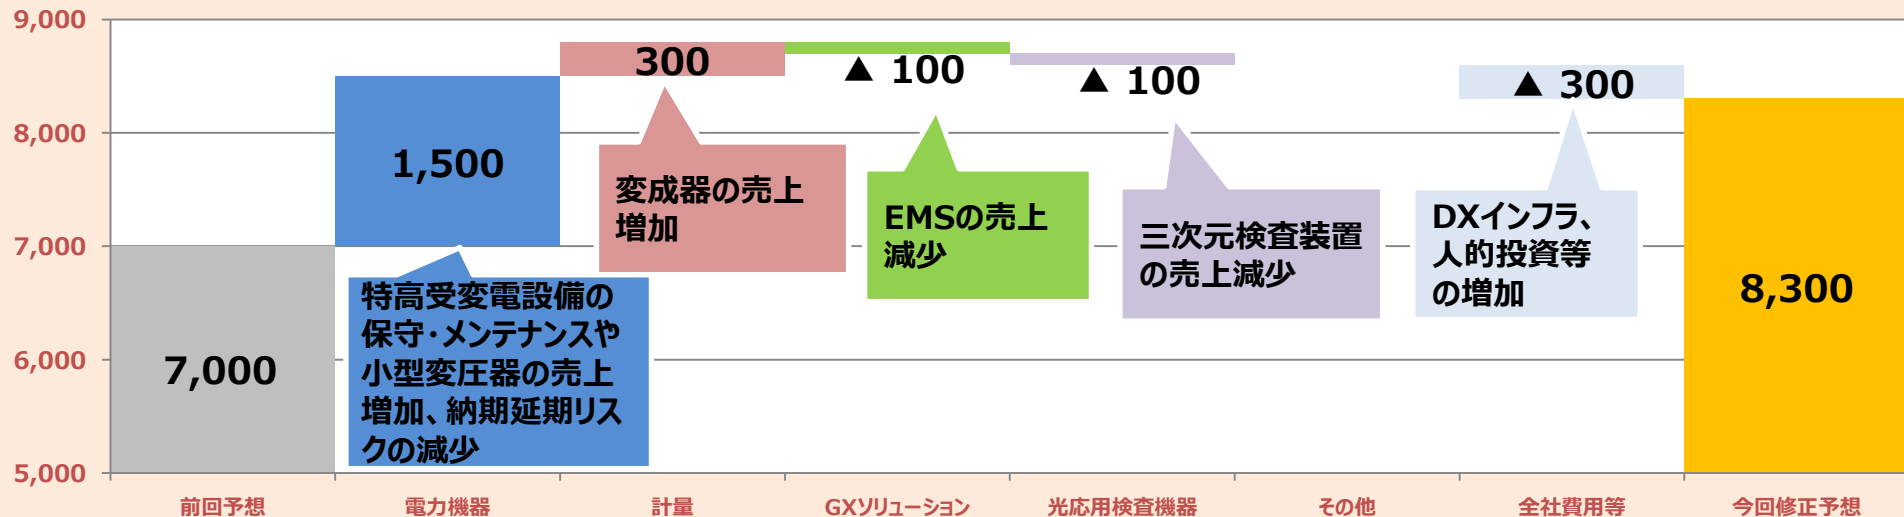 9,000
8,000
7,000
6,000
5,000
7,000
1,500
300
▲ 100
▲ 100
▲ 300
8,300
特高受変電設備の
保守・メンテナンスや
小型変圧器の売上
増加、納期延期リス
クの減少
変成器の売上
増加
EMSの売上
減少
三次元検査装置
の売上減少
DXインフラ、
人的投資等
の増加
前回予想
電力機器
計量
GXソリューション
光応用検査機器
その他
全社費用等
今回修正予想